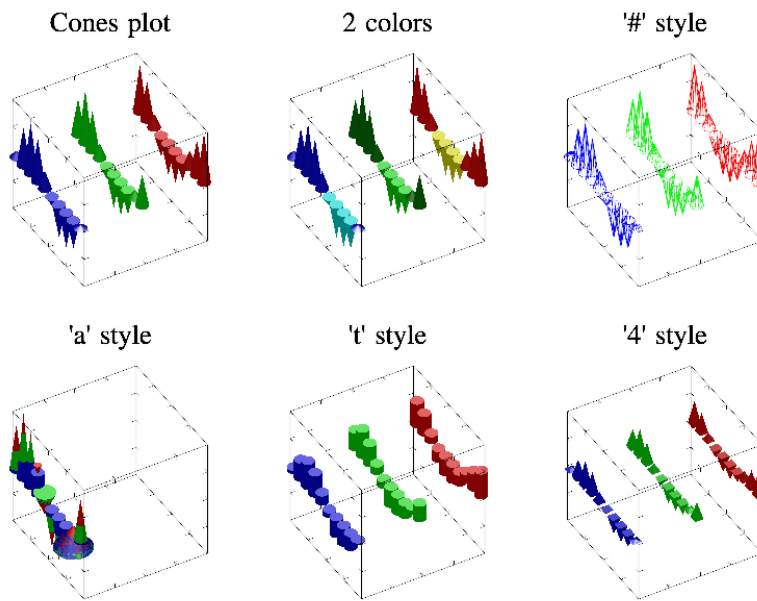 Cones plot
2 colors
'#' style
'a' style
't' style
'4' style